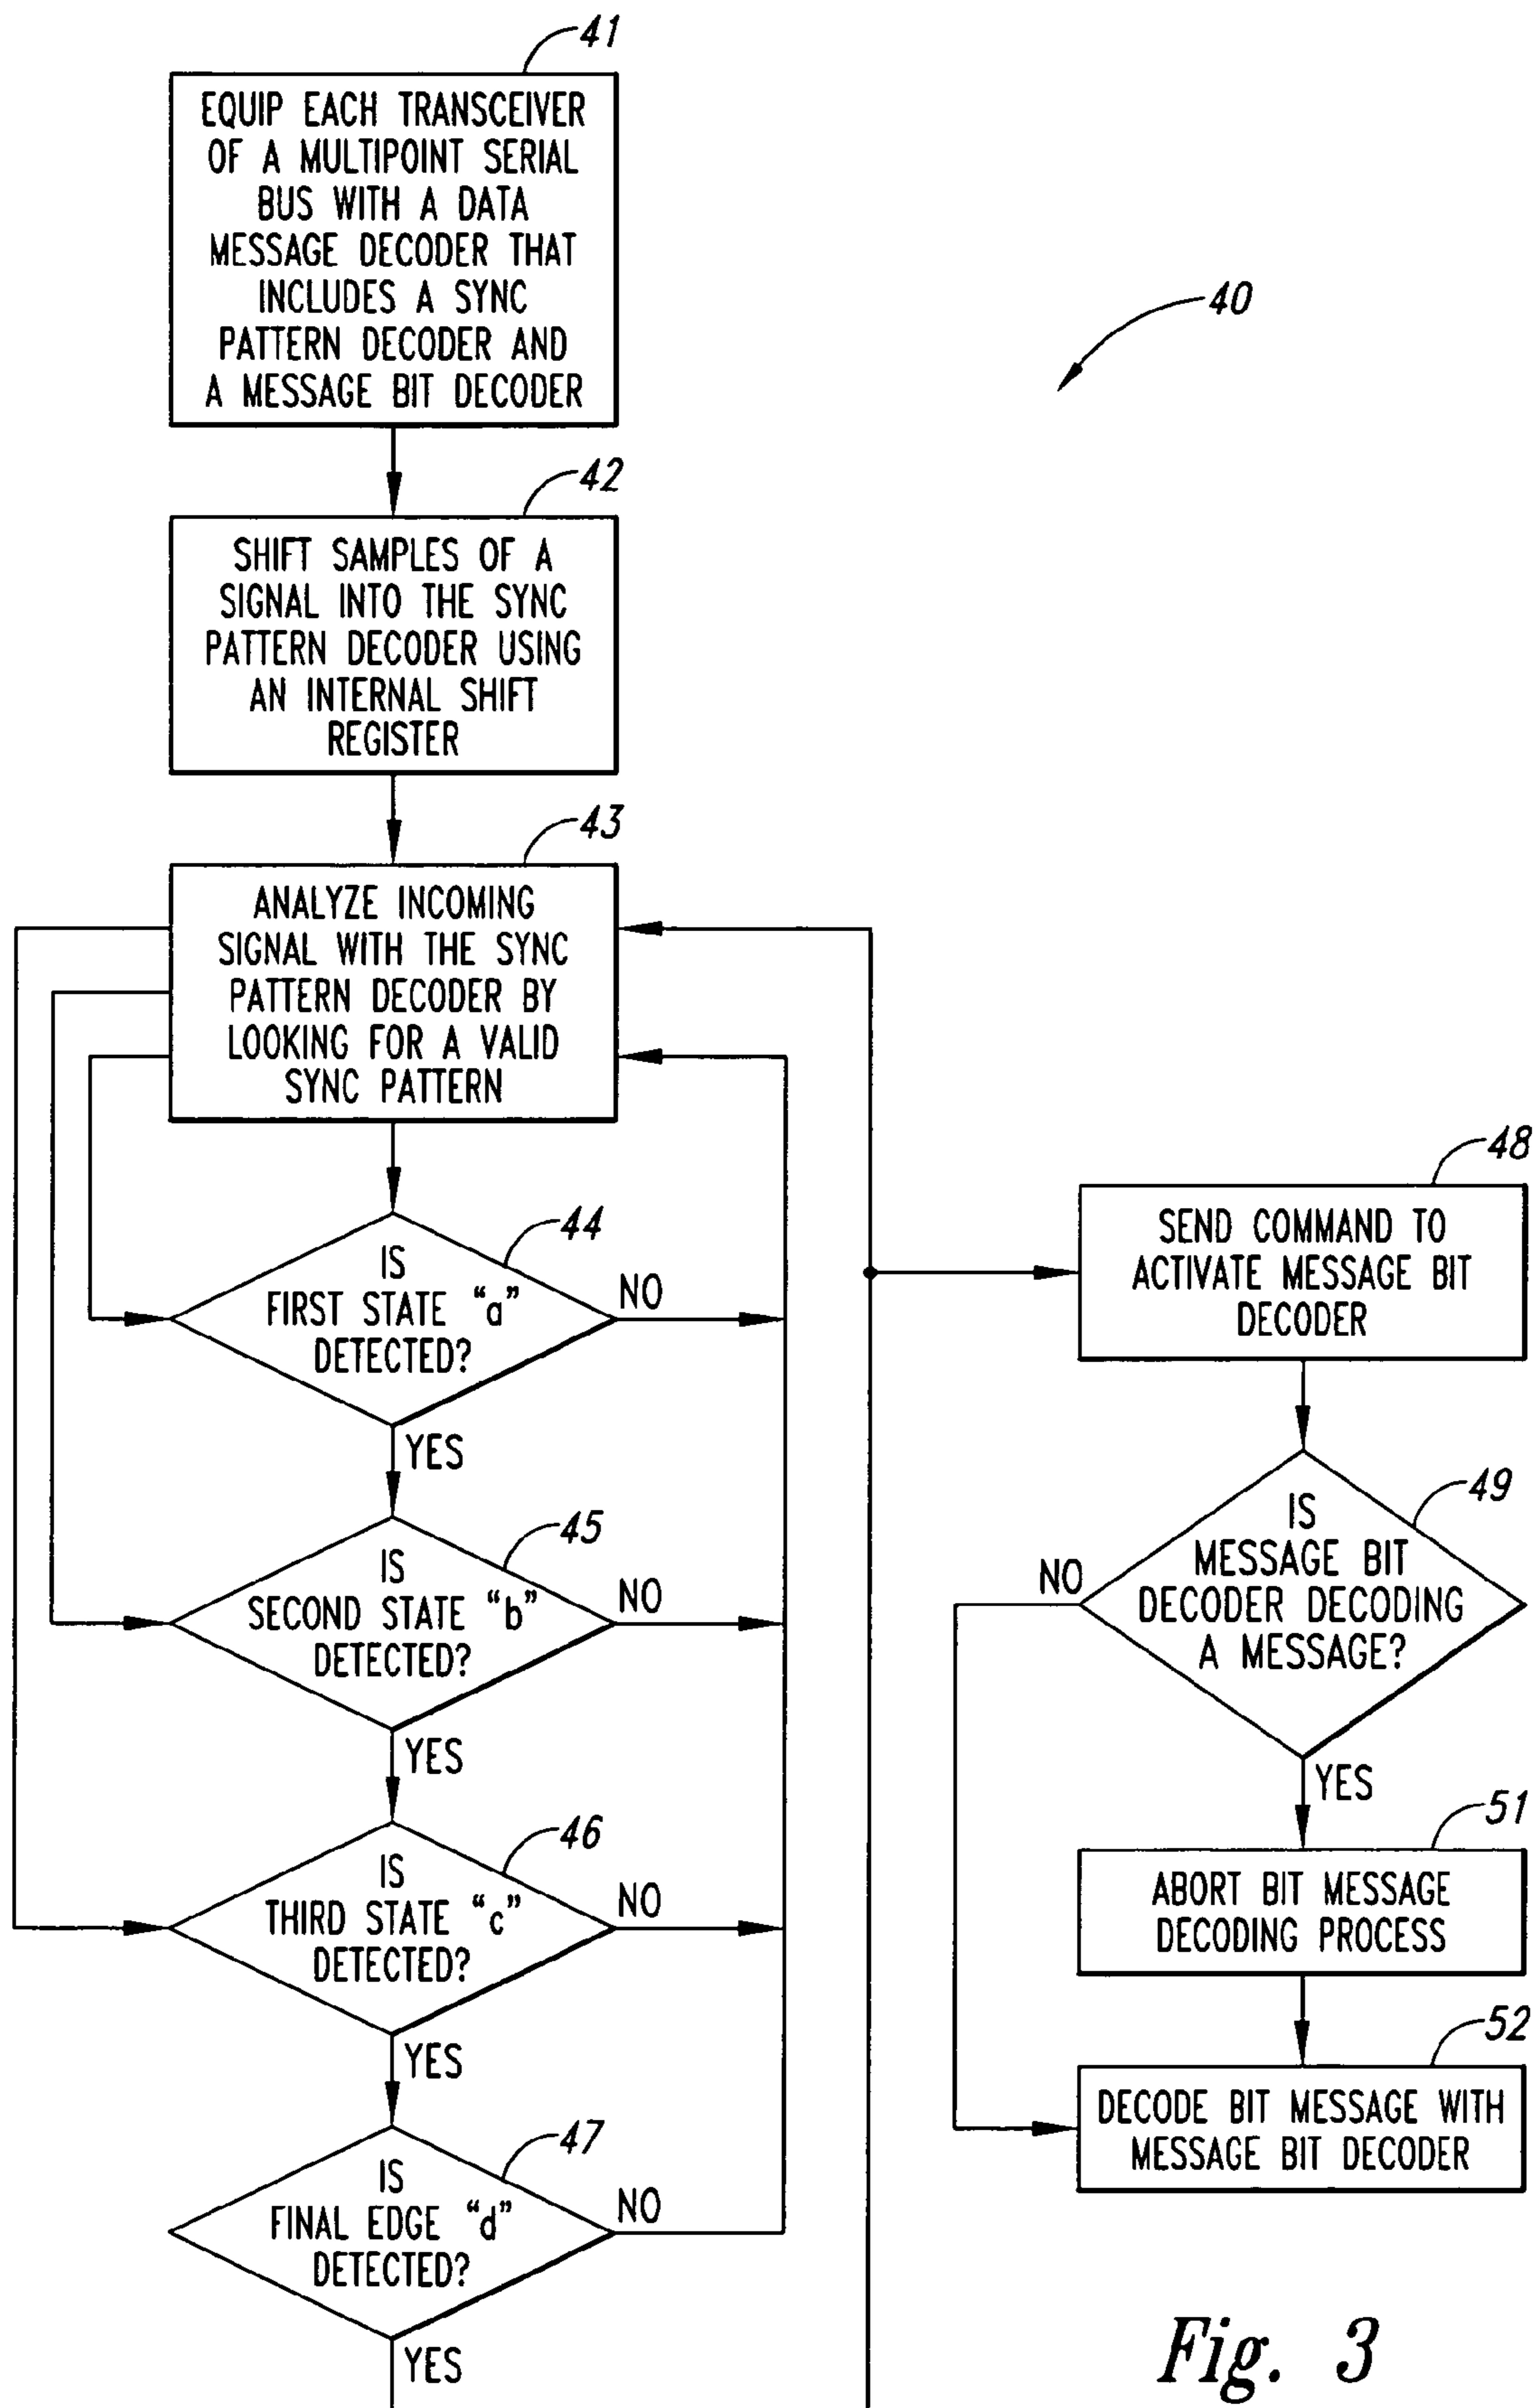 41
EQUIP EACH TRANSCEIVER
OF A MULTIPOINT SERIAL
BUS WITH A DATA
MESSAGE DECODER THAT
INCLUDES A SYNC
PATTERN DECODER AND
A MESSAGE BIT DECODER
40
42
SHIFT SAMPLES OF A
SIGNAL INTO THE SYNC
PATTERN DECODER USING
AN INTERNAL SHIFT
REGISTER
43
ANALYZE INCOMING
SIGNAL WITH THE SYNC
PATTERN DECODER BY
LOOKING FOR A VALID
SYNC PATTERN
44
IS
FIRST STATE “a”
DETECTED?
NO
YES
45
IS
SECOND STATE “b”
DETECTED?
NO
YES
46
IS
THIRD STATE “c”
DETECTED?
NO
YES
47
IS
FINAL EDGE “d”
DETECTED?
NO
YES
48
SEND COMMAND TO
ACTIVATE MESSAGE BIT
DECODER
49
IS
MESSAGE BIT
DECODER DECODING
A MESSAGE?
NO
YES
51
ABORT BIT MESSAGE
DECODING PROCESS
52
DECODE BIT MESSAGE WITH
MESSAGE BIT DECODER
Fig. 3